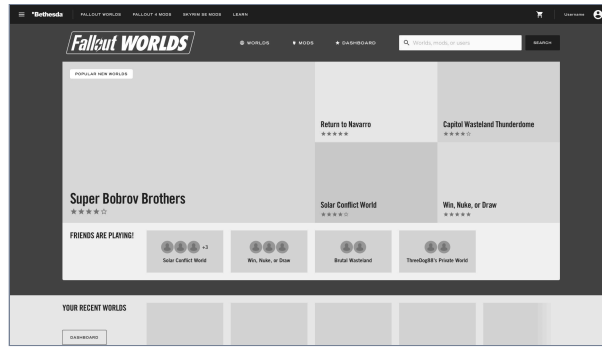 *Bethesda FALLOUT WORLDS FALLOUT 4 MODS SKYRIM SE MODS LEARN Username
Fallout WORLDS WORLDS MODS ★ DASHBOARD Worlds, mods, or users SEARCH
POPULAR NEW WORLDS
Super Bobrov Brothers
★★★★☆
Return to Navarro
★★★★★
Capitol Wasteland Thunderdome
★★★★☆
Solar Conflict World
★★★★☆
Win, Nuke, or Draw
★★★★★
FRIENDS ARE PLAYING!
+3
Solar Conflict World
Win, Nuke, or Draw
Brutal Wasteland
ThreeDog88's Private World
YOUR RECENT WORLDS
DASHBOARD